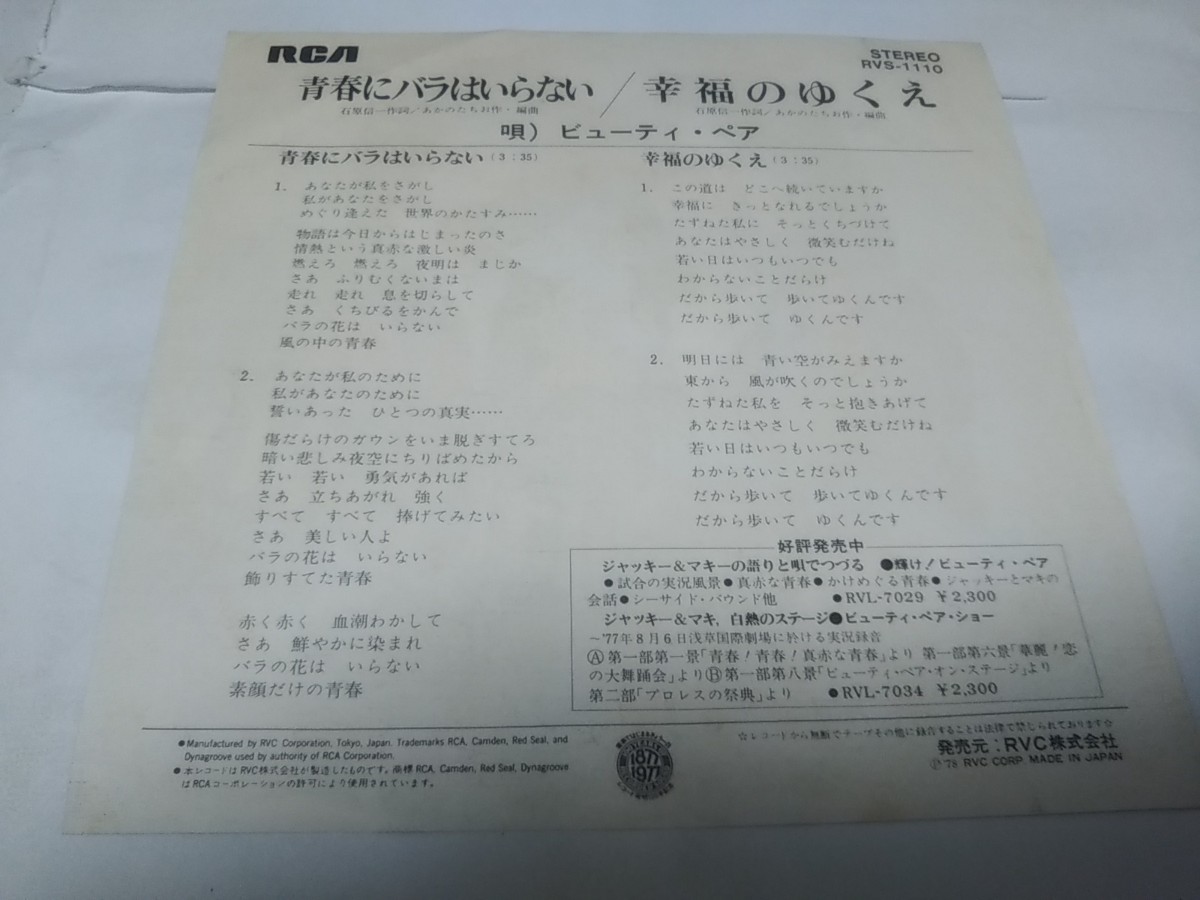 RCA
STEREO
RVS-1110
青春にバラはいらない／幸福のゆくえ
石原信一作詞／あかのたちお作・編曲
石原信一作詞／あかのたちお作・編曲
唄）ビューティ・ペア
青春にバラはいらない（3：35）
1. あなたが私をさがし
私があなたをさがし
めぐり逢えた　世界のかたすみ……
物語は今日からはじまったのさ
情熱という真赤な激しい炎
燃えろ　燃えろ　夜明は　まじか
さあ　ふりむくないまは
走れ　走れ　息を切らして
さあ　くちびるをかんで
バラの花は　いらない
風の中の青春
2. あなたが私のために
私があなたのために
誓いあった　ひとつの真実……
傷だらけのガウンをいま脱ぎすてろ
暗い悲しみ夜空にちりばめたから
若い　若い　勇気があれば
さあ　立ちあがれ　強く
すべて　すべて　捧げてみたい
さあ　美しい人よ
バラの花は　いらない
飾りすてた青春
赤く赤く　血潮わかして
さあ　鮮やかに染まれ
バラの花は　いらない
素顔だけの青春
幸福のゆくえ（3：35）
1. この道は　どこへ続いていますか
幸福に　きっとなれるでしょうか
たずねた私に　そっとくちづけて
あなたはやさしく　微笑むだけね
若い日はいつもいつでも
わからないことだらけ
だから歩いて　歩いてゆくんです
だから歩いて　ゆくんです
2. 明日には　青い空がみえますか
東から　風が吹くのでしょうか
たずねた私を　そっと抱きあげて
あなたはやさしく　微笑むだけね
若い日はいつもいつでも
わからないことだらけ
だから歩いて　歩いてゆくんです
だから歩いて　ゆくんです
好評発売中
ジャッキー＆マキーの語りと唄でつづる　●輝け！ビューティ・ペア
●試合の実況風景●真赤な青春●かけめぐる青春●ジャッキーとマキの
会話●シーサイド・バウンド他　●RVL-7029 ￥2,300
ジャッキー＆マキ，白熱のステージ●ビューティ・ペア・ショー
〜'77年8月6日浅草国際劇場に於ける実況録音
Ⓐ第一部第一景「青春！青春！真赤な青春」より 第一部第六景「華麗！恋
の大舞踊会」よりⒷ第一部第八景「ビューティ・ペア・オン・ステージ」より
第二部「プロレスの祭典」より　●RVL-7034 ￥2,300
●Manufactured by RVC Corporation, Tokyo, Japan. Trademarks RCA, Camden, Red Seal, and
Dynagroove used by authority of RCA Corporation.
●本レコードはRVC株式会社が製造したものです。商標RCA, Camden, Red Seal, Dynagroove
はRCAコーポレーションの許可により使用されています。
1877
1977
☆レコードから無断でテープその他に録音することは法律で禁じられております☆
発売元：RVC株式会社
Ⓟ'78 RVC CORP. MADE IN JAPAN